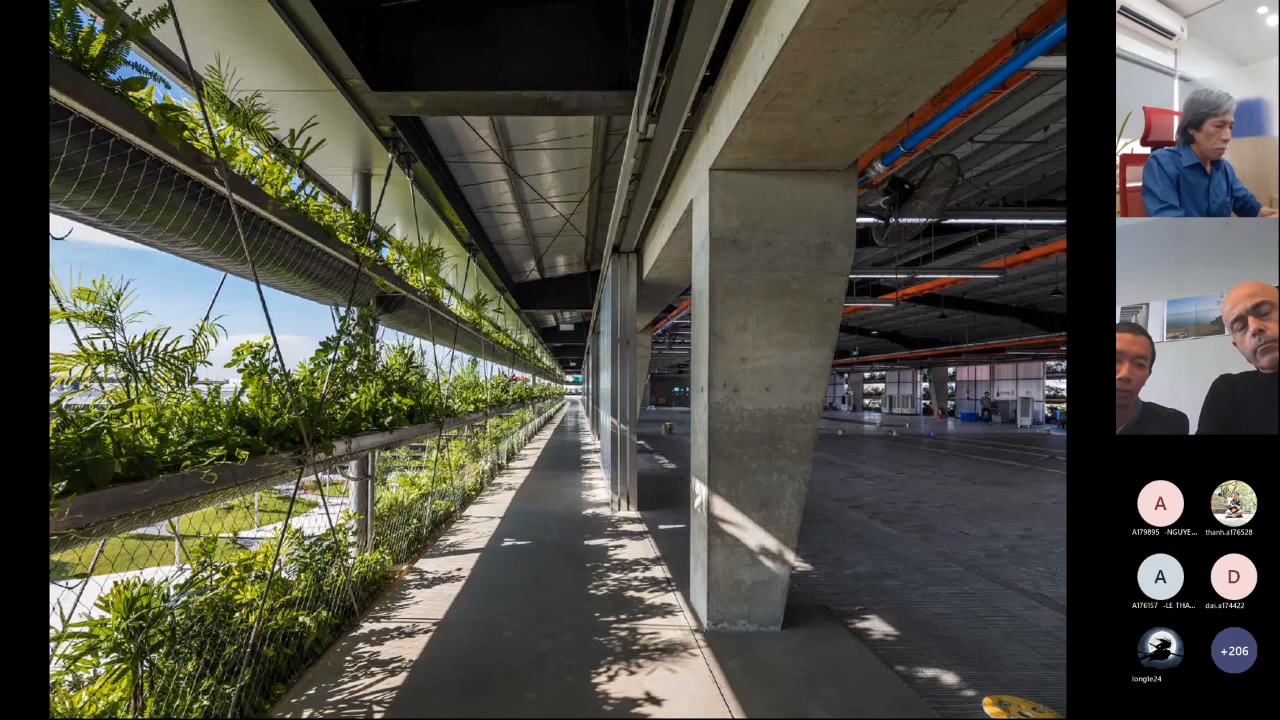 A
A179895 -NGUYE...
thanh.a176528
A
A176157 -LE THA...
D
dai.a174422
longle24
+206